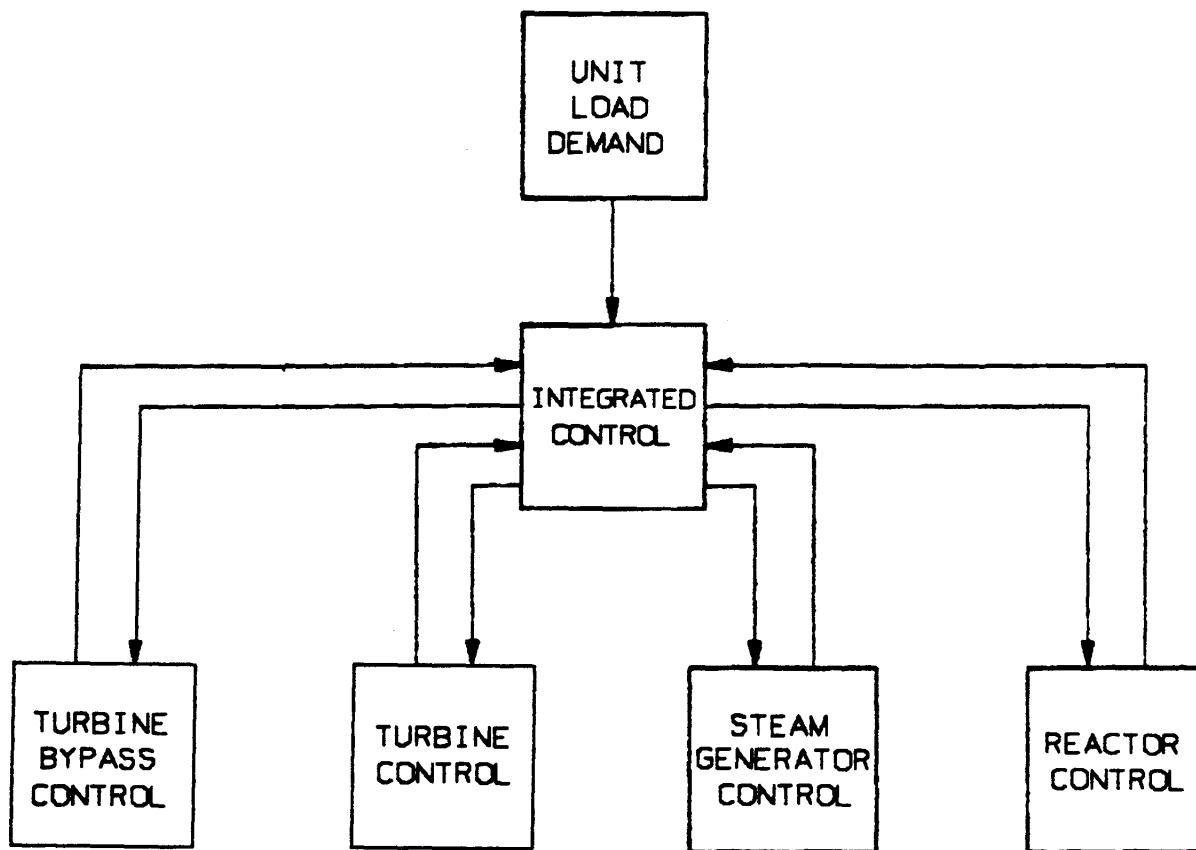 UNIT
LOAD
DEMAND
INTEGRATED
CONTROL
TURBINE
BYPASS
CONTROL
TURBINE
CONTROL
STEAM
GENERATOR
CONTROL
REACTOR
CONTROL